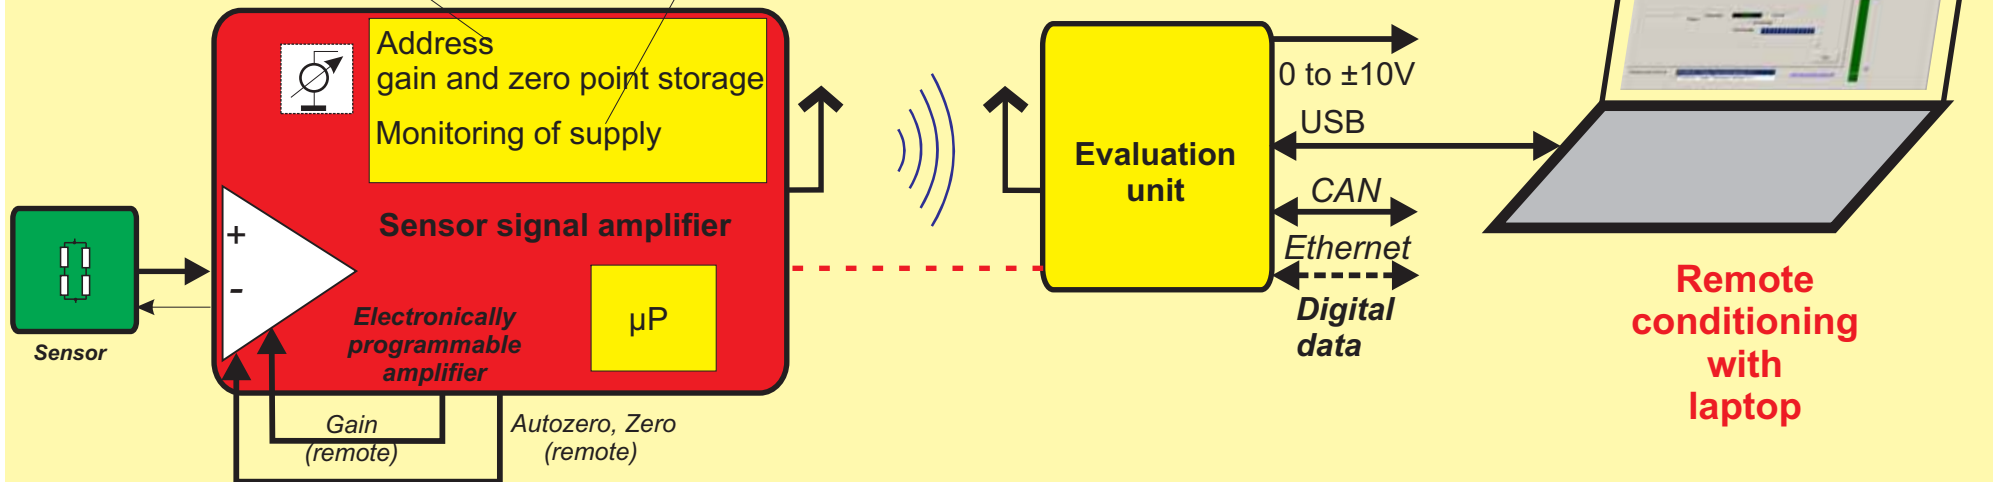 Address
gain and zero point storage
Monitoring of supply
+
-
Sensor signal amplifier
Electronically
programmable
amplifier
µP
Sensor
Gain
(remote)
Autozero, Zero
(remote)
Evaluation
unit
0 to ±10V
USB
CAN
Ethernet
Digital
data
Remote
conditioning
with
laptop